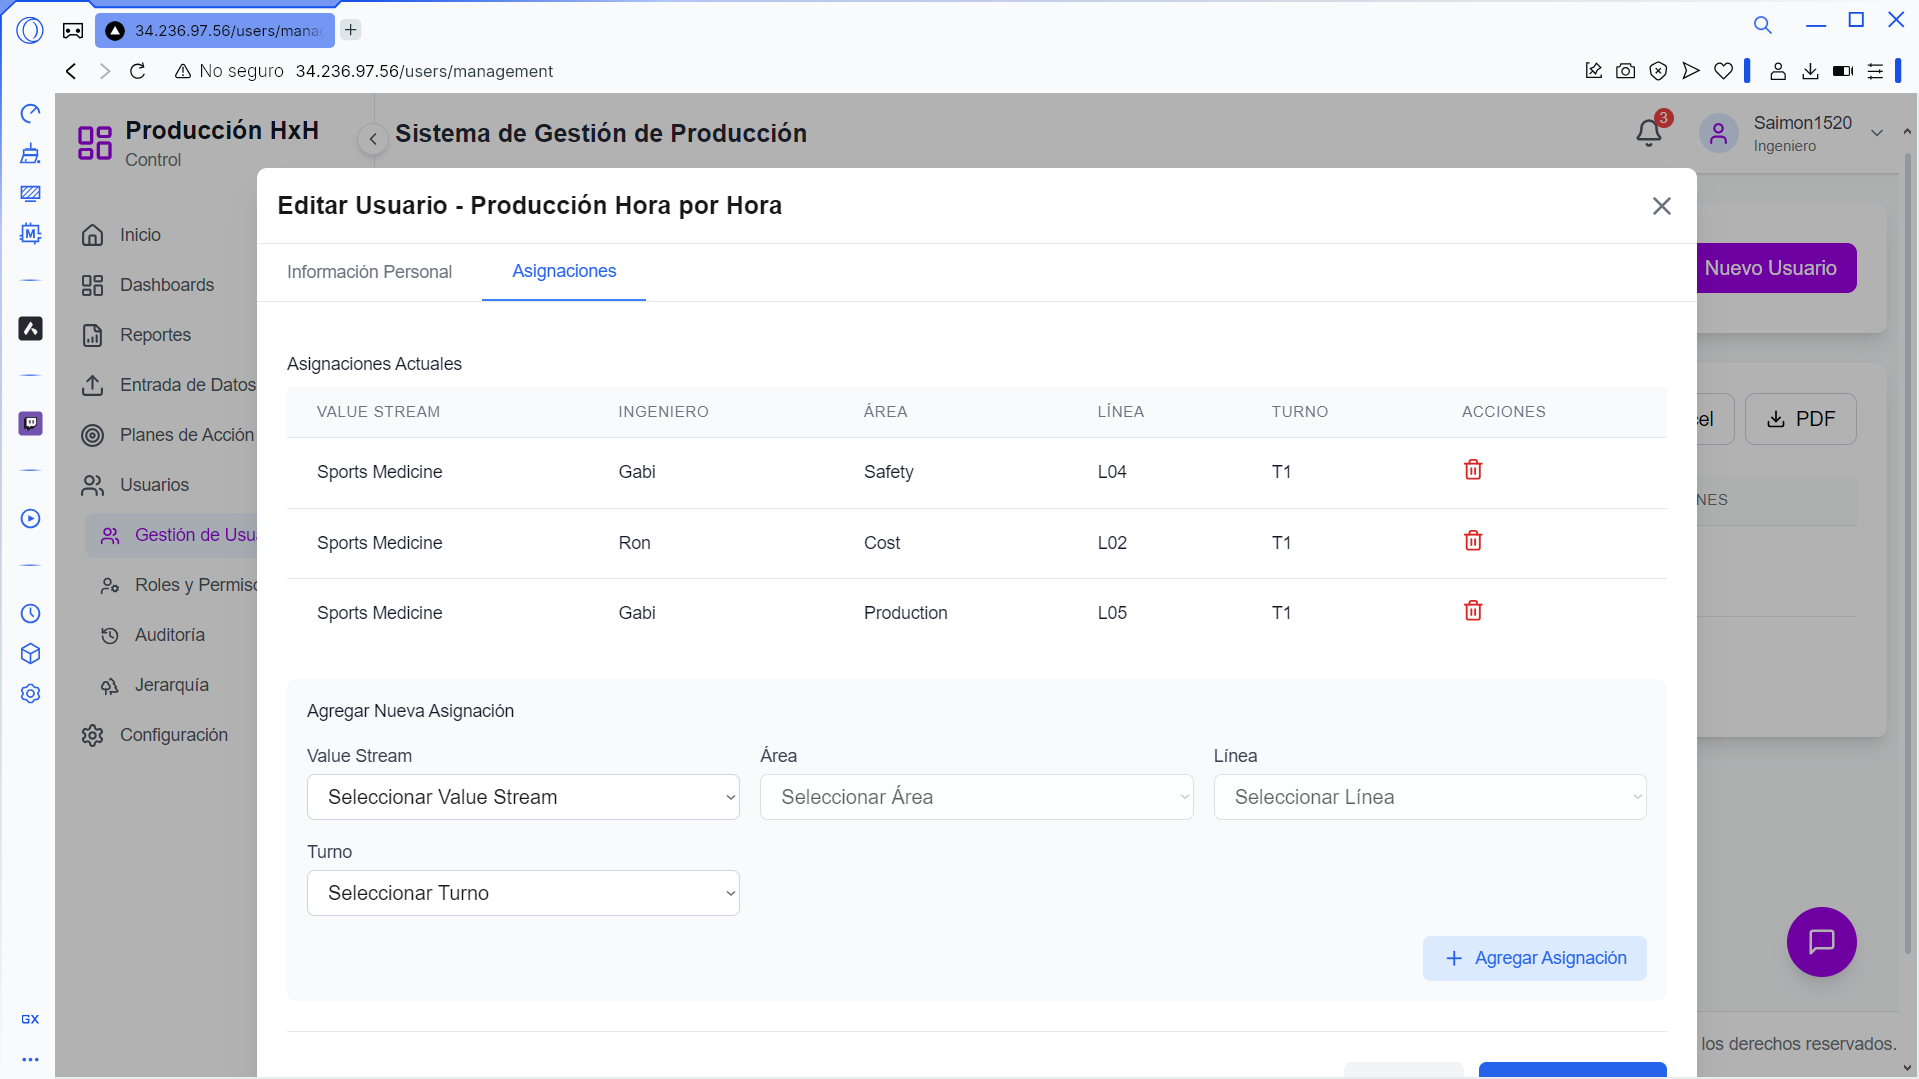 34.236.97.56/users/mana
No seguro 34.236.97.56/users/management
Producción HxH
Control
Sistema de Gestión de Producción
3
Saimon1520
Ingeniero
Inicio
Dashboards
Reportes
Entrada de Datos
Planes de Acción
Usuarios
Gestión de Usu
Roles y Permiso
Auditoría
Jerarquía
Configuración
GX
Editar Usuario - Producción Hora por Hora
Información Personal Asignaciones
Asignaciones Actuales
VALUE STREAM INGENIERO ÁREA LÍNEA TURNO ACCIONES
Sports Medicine Gabi Safety L04 T1
Sports Medicine Ron Cost L02 T1
Sports Medicine Gabi Production L05 T1
Agregar Nueva Asignación
Value Stream Área Línea
Seleccionar Value Stream Seleccionar Área Seleccionar Línea
Turno
Seleccionar Turno
+ Agregar Asignación
Nuevo Usuario
cel PDF
NES
los derechos reservados.